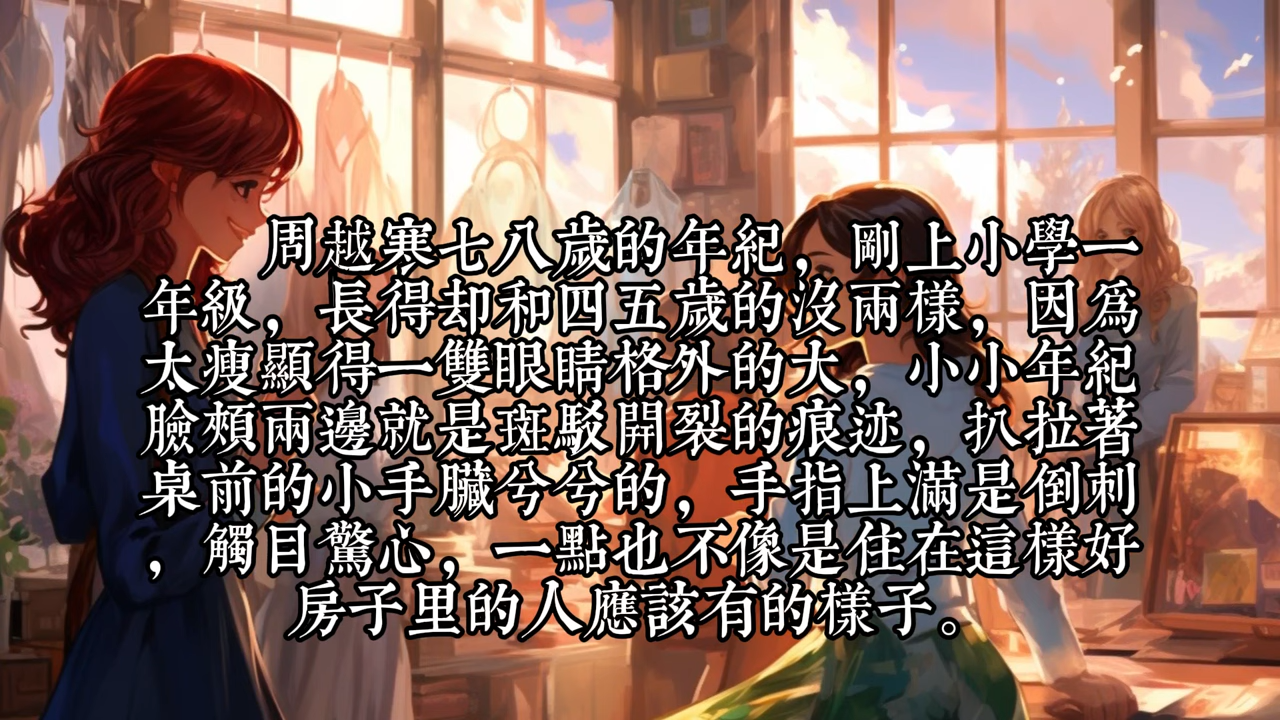 周越寒七八歲的年紀，剛上小學一
年級，長得却和四五歲的沒兩樣，因爲
太瘦顯得一雙眼睛格外的大，小小年紀
臉頰兩邊就是斑駁開裂的痕迹，扒拉著
桌前的小手臟兮兮的，手指上滿是倒刺
，觸目驚心，一點也不像是住在這樣好
房子里的人應該有的樣子。